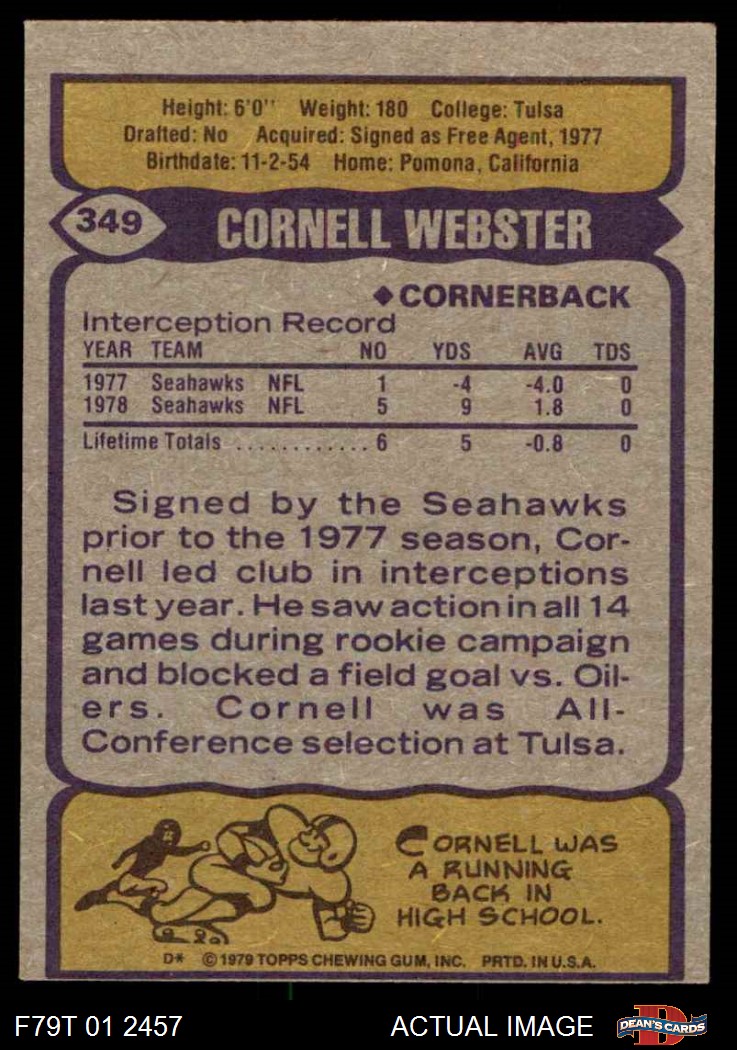 Height: 6'0'' Weight: 180 College: Tulsa
Drafted: No Acquired: Signed as Free Agent, 1977
Birthdate: 11-2-54 Home: Pomona, California
349 CORNELL WEBSTER
◆CORNERBACK
Interception Record
YEAR TEAM NO YDS AVG TDS
1977 Seahawks NFL 1 -4 -4.0 0
1978 Seahawks NFL 5 9 1.8 0
Lifetime Totals ............ 6 5 -0.8 0
Signed by the Seahawks
prior to the 1977 season, Cor-
nell led club in interceptions
last year. He saw action in all 14
games during rookie campaign
and blocked a field goal vs. Oil-
ers. Cornell was All-
Conference selection at Tulsa.
CORNELL WAS
A RUNNING
BACK IN
HIGH SCHOOL.
D* © 1979 TOPPS CHEWING GUM, INC. PRTD. IN U.S.A.
F79T 01 2457 ACTUAL IMAGE D DEAN'S CARDS